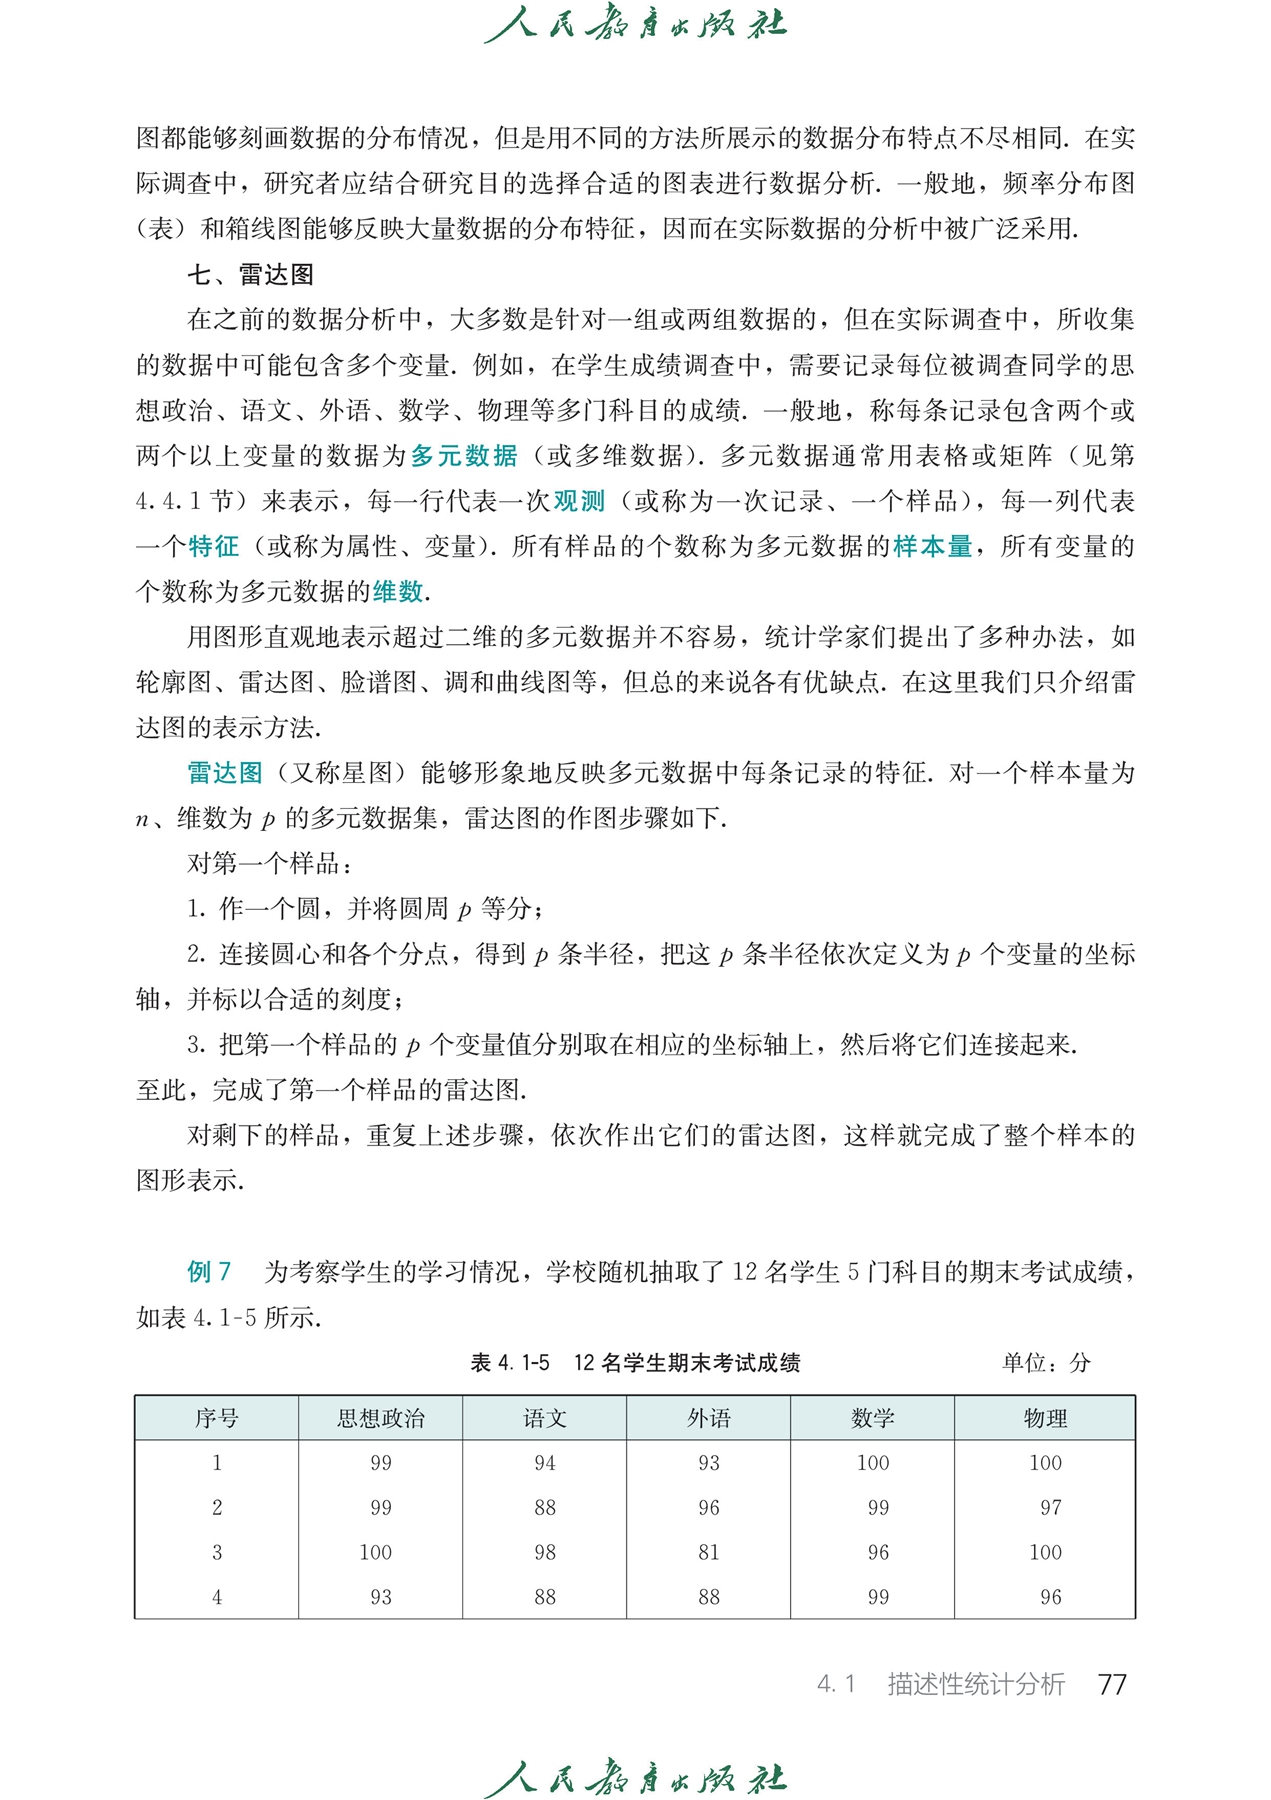 人民教育出版社
图都能够刻画数据的分布情况，但是用不同的方法所展示的数据分布特点不尽相同. 在实
际调查中，研究者应结合研究目的选择合适的图表进行数据分析. 一般地，频率分布图
（表）和箱线图能够反映大量数据的分布特征，因而在实际数据的分析中被广泛采用.
七、雷达图
在之前的数据分析中，大多数是针对一组或两组数据的，但在实际调查中，所收集
的数据中可能包含多个变量. 例如，在学生成绩调查中，需要记录每位被调查同学的思
想政治、语文、外语、数学、物理等多门科目的成绩. 一般地，称每条记录包含两个或
两个以上变量的数据为多元数据（或多维数据）. 多元数据通常用表格或矩阵（见第
4.4.1节）来表示，每一行代表一次观测（或称为一次记录、一个样品），每一列代表
一个特征（或称为属性、变量）. 所有样品的个数称为多元数据的样本量，所有变量的
个数称为多元数据的维数.
用图形直观地表示超过二维的多元数据并不容易，统计学家们提出了多种办法，如
轮廓图、雷达图、脸谱图、调和曲线图等，但总的来说各有优缺点. 在这里我们只介绍雷
达图的表示方法.
雷达图（又称星图）能够形象地反映多元数据中每条记录的特征. 对一个样本量为
n、维数为 p 的多元数据集，雷达图的作图步骤如下.
对第一个样品：
1. 作一个圆，并将圆周 p 等分；
2. 连接圆心和各个分点，得到 p 条半径，把这 p 条半径依次定义为 p 个变量的坐标
轴，并标以合适的刻度；
3. 把第一个样品的 p 个变量值分别取在相应的坐标轴上，然后将它们连接起来.
至此，完成了第一个样品的雷达图.
对剩下的样品，重复上述步骤，依次作出它们的雷达图，这样就完成了整个样本的
图形表示.
例 7 为考察学生的学习情况，学校随机抽取了 12 名学生 5 门科目的期末考试成绩，
如表 4.1-5 所示.
表 4.1-5 12 名学生期末考试成绩 单位：分
序号 思想政治 语文 外语 数学 物理
1 99 94 93 100 100
2 99 88 96 99 97
3 100 98 81 96 100
4 93 88 88 99 96
4.1 描述性统计分析 77
人民教育出版社